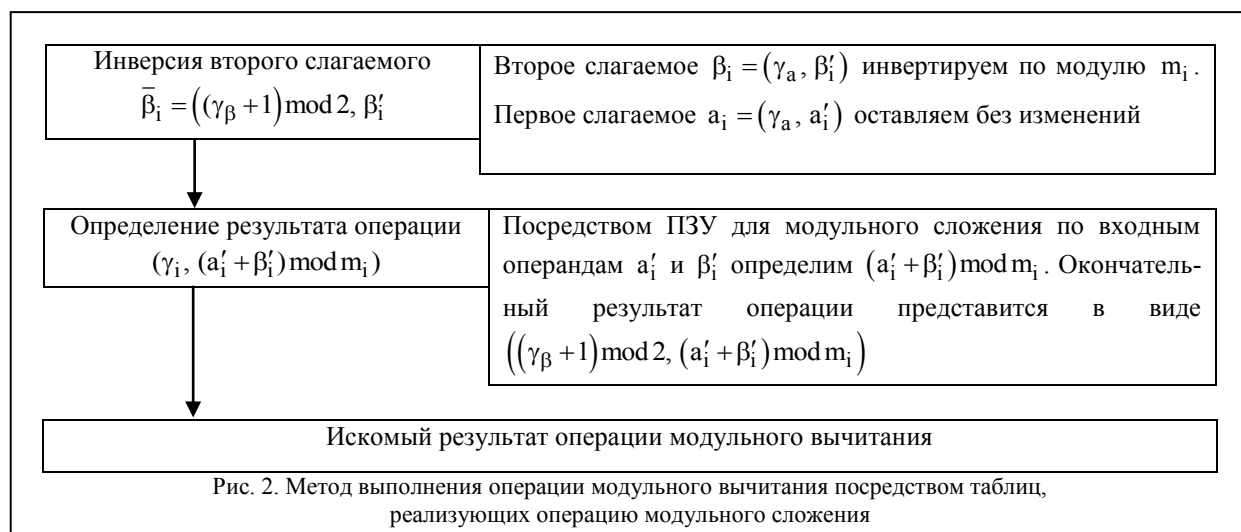 Инверсия второго слагаемого
β̄ᵢ = ((γ_β + 1) mod 2, β′ᵢ
Второе слагаемое βᵢ = (γₐ, β′ᵢ) инвертируем по модулю mᵢ.
Первое слагаемое aᵢ = (γₐ, a′ᵢ) оставляем без изменений
Определение результата операции
(γᵢ, (a′ᵢ + β′ᵢ) mod mᵢ)
Посредством ПЗУ для модульного сложения по входным
операндам a′ᵢ и β′ᵢ определим (a′ᵢ + β′ᵢ) mod mᵢ. Окончатель-
ный результат операции представится в виде
((γ_β + 1) mod 2, (a′ᵢ + β′ᵢ) mod mᵢ)
Искомый результат операции модульного вычитания
Рис. 2. Метод выполнения операции модульного вычитания посредством таблиц,
реализующих операцию модульного сложения